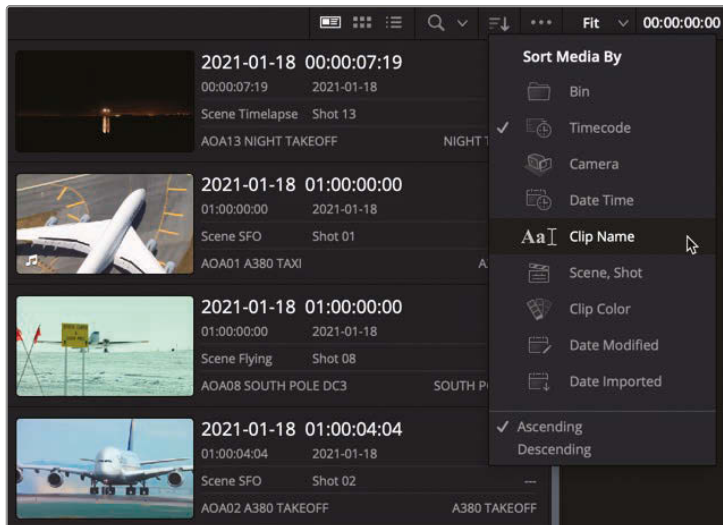 Fit 00:00:00:00
2021-01-18 00:00:07:19
00:00:07:19 2021-01-18
Scene Timelapse Shot 13
AOA13 NIGHT TAKEOFF NIGHT T
2021-01-18 01:00:00:00
01:00:00:00 2021-01-18
Scene SFO Shot 01
AOA01 A380 TAXI A
2021-01-18 01:00:00:00
01:00:00:00 2021-01-18
Scene Flying Shot 08
AOA08 SOUTH POLE DC3 SOUTH P
2021-01-18 01:00:04:04
01:00:04:04 2021-01-18
Scene SFO Shot 02
---
AOA02 A380 TAKEOFF A380 TAKEOFF
Sort Media By
Bin
Timecode
Camera
Date Time
Aa Clip Name
Scene, Shot
Clip Color
Date Modified
Date Imported
Ascending
Descending